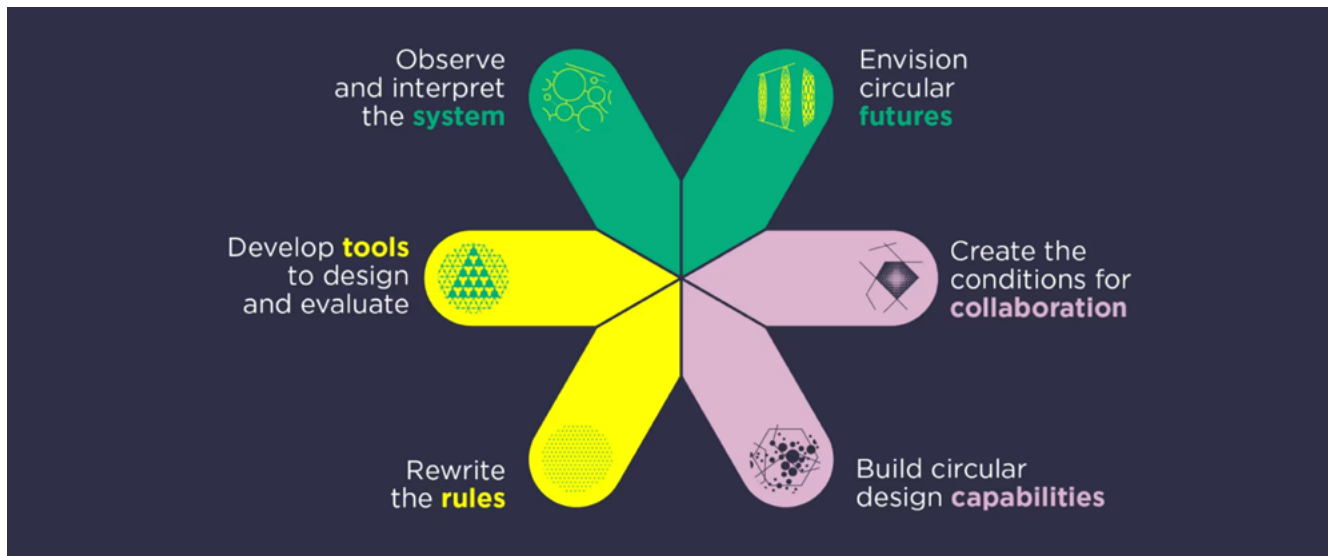 Observe
and interpret
the system
Envision
circular
futures
Develop tools
to design
and evaluate
Create the
conditions for
collaboration
Rewrite
the rules
Build circular
design capabilities